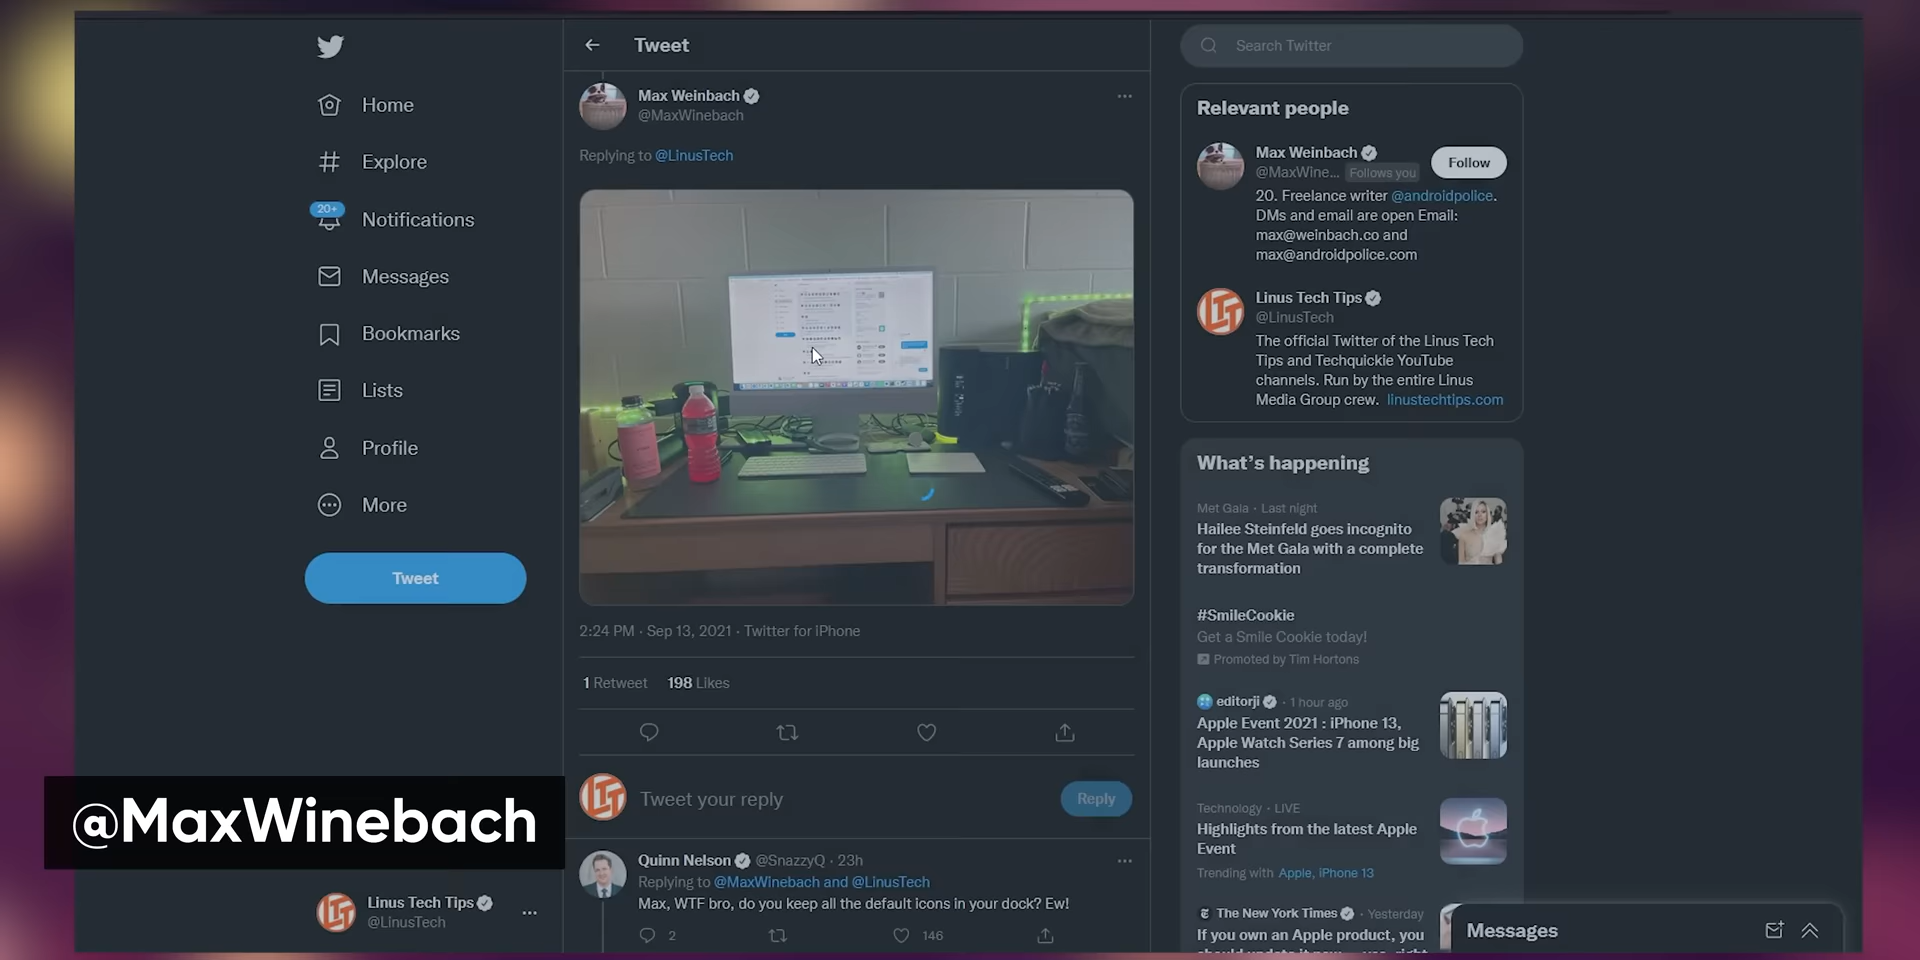 Home
Explore
20+
Notifications
Messages
Bookmarks
Lists
Profile
More
Tweet
@MaxWinebach
Linus Tech Tips
@LinusTech
Tweet
Max Weinbach
@MaxWinebach
Replying to @LinusTech
2:24 PM · Sep 13, 2021 · Twitter for iPhone
1 Retweet 198 Likes
LTT
Tweet your reply
Reply
Quinn Nelson @SnazzyQ · 23h
Replying to @MaxWinebach and @LinusTech
Max, WTF bro, do you keep all the default icons in your dock? Ew!
2
146
Search Twitter
Relevant people
Max Weinbach
@MaxWine... Follows you
Follow
20. Freelance writer @androidpolice.
DMs and email are open Email:
max@weinbach.co and
max@androidpolice.com
LTT
Linus Tech Tips
@LinusTech
The official Twitter of the Linus Tech
Tips and Techquickie YouTube
channels. Run by the entire Linus
Media Group crew. linustechtips.com
What's happening
Met Gala · Last night
Hailee Steinfeld goes incognito
for the Met Gala with a complete
transformation
#SmileCookie
Get a Smile Cookie today!
Promoted by Tim Hortons
editorji · 1 hour ago
Apple Event 2021 : iPhone 13,
Apple Watch Series 7 among big
launches
Technology · LIVE
Highlights from the latest Apple
Event
Trending with Apple, iPhone 13
The New York Times · Yesterday
If you own an Apple product, you
Messages